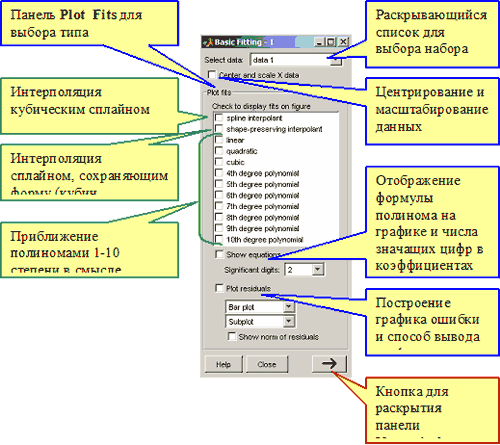 Панель Plot Fits для
выбора типа
Раскрывающийся
список для
выбора набора
Basic Fitting - 1
Select data: data 1
Center and scale X data
Центрирование и
масштабирование
данных
Интерполяция
кубическим сплайном
Plot fits
Check to display fits on figure
spline interpolant
shape-preserving interpolant
linear
quadratic
cubic
4th degree polynomial
5th degree polynomial
6th degree polynomial
7th degree polynomial
8th degree polynomial
9th degree polynomial
10th degree polynomial
Интерполяция
сплайном, сохраняющим
форму (кубич
Отображение
формулы
полинома на
графике и числа
значащих цифр в
коэффициентах
Приближение
полиномами 1-10
степени в смысле
Show equations
Significant digits: 2
Plot residuals
Bar plot
Subplot
Show norm of residuals
Построение
графика ошибки
и способ вывода
Help Close
Кнопка для
раскрытия
панели